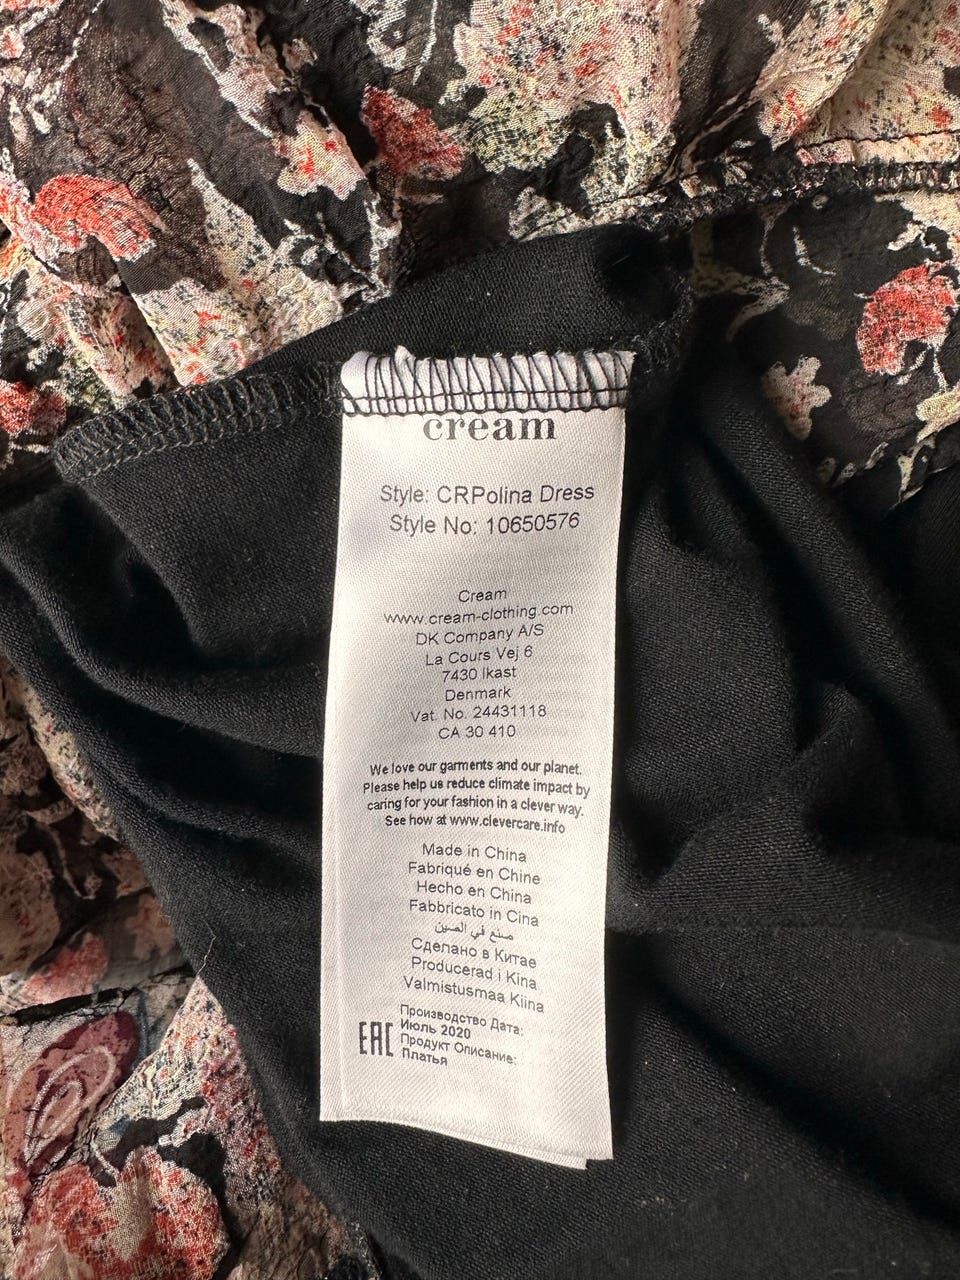 cream
Style: CRPolina Dress
Style No: 10650576
Cream
www.cream-clothing.com
DK Company A/S
La Cours Vej 6
7430 Ikast
Denmark
Vat. No. 24431118
CA 30 410
We love our garments and our planet.
Please help us reduce climate impact by
caring for your fashion in a clever way.
See how at www.clevercare.info
Made in China
Fabriqué en Chine
Hecho en China
Fabbricato in Cina
صنع في الصين
Сделано в Китае
Producerad i Kina
Valmistusmaa Kiina
EAC
Производство Дата:
Июль 2020
Продукт Описание:
Платья